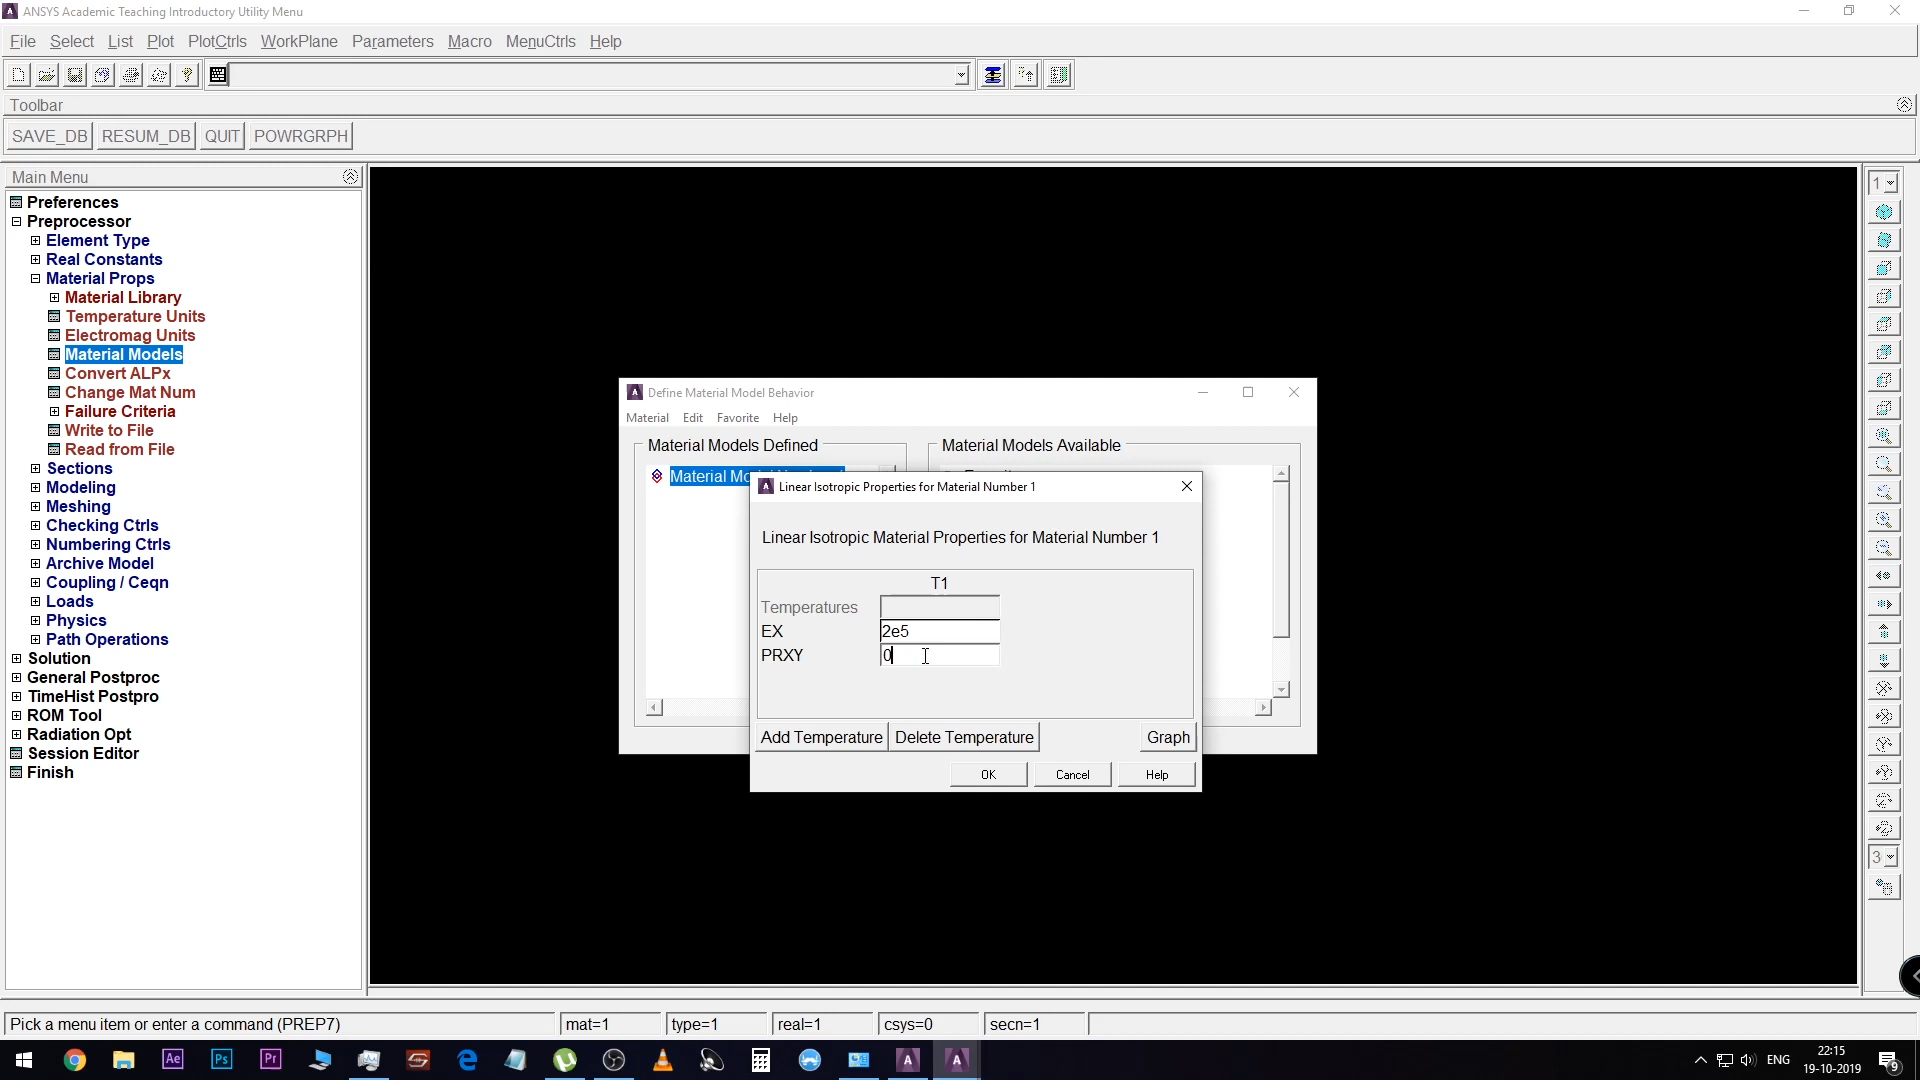 ANSYS Academic Teaching Introductory Utility Menu
File Select List Plot PlotCtrls WorkPlane Parameters Macro MenuCtrls Help
?
Toolbar
SAVE_DB RESUM_DB QUIT POWRGRPH
Main Menu
Preferences
Preprocessor
Element Type
Real Constants
Material Props
Material Library
Temperature Units
Electromag Units
Material Models
Convert ALPx
Change Mat Num
Failure Criteria
Write to File
Read from File
Sections
Modeling
Meshing
Checking Ctrls
Numbering Ctrls
Archive Model
Coupling / Ceqn
Loads
Physics
Path Operations
Solution
General Postproc
TimeHist Postpro
ROM Tool
Radiation Opt
Session Editor
Finish
Define Material Model Behavior
Material Edit Favorite Help
Material Models Defined
Material Models Available
Linear Isotropic Properties for Material Number 1
Linear Isotropic Material Properties for Material Number 1
T1
Temperatures
EX 2e5
PRXY 0
Add Temperature Delete Temperature Graph
OK Cancel Help
1
3
Pick a menu item or enter a command (PREP7) mat=1 type=1 real=1 csys=0 secn=1
Ae Ps Pr
ENG
22:15
19-10-2019
9